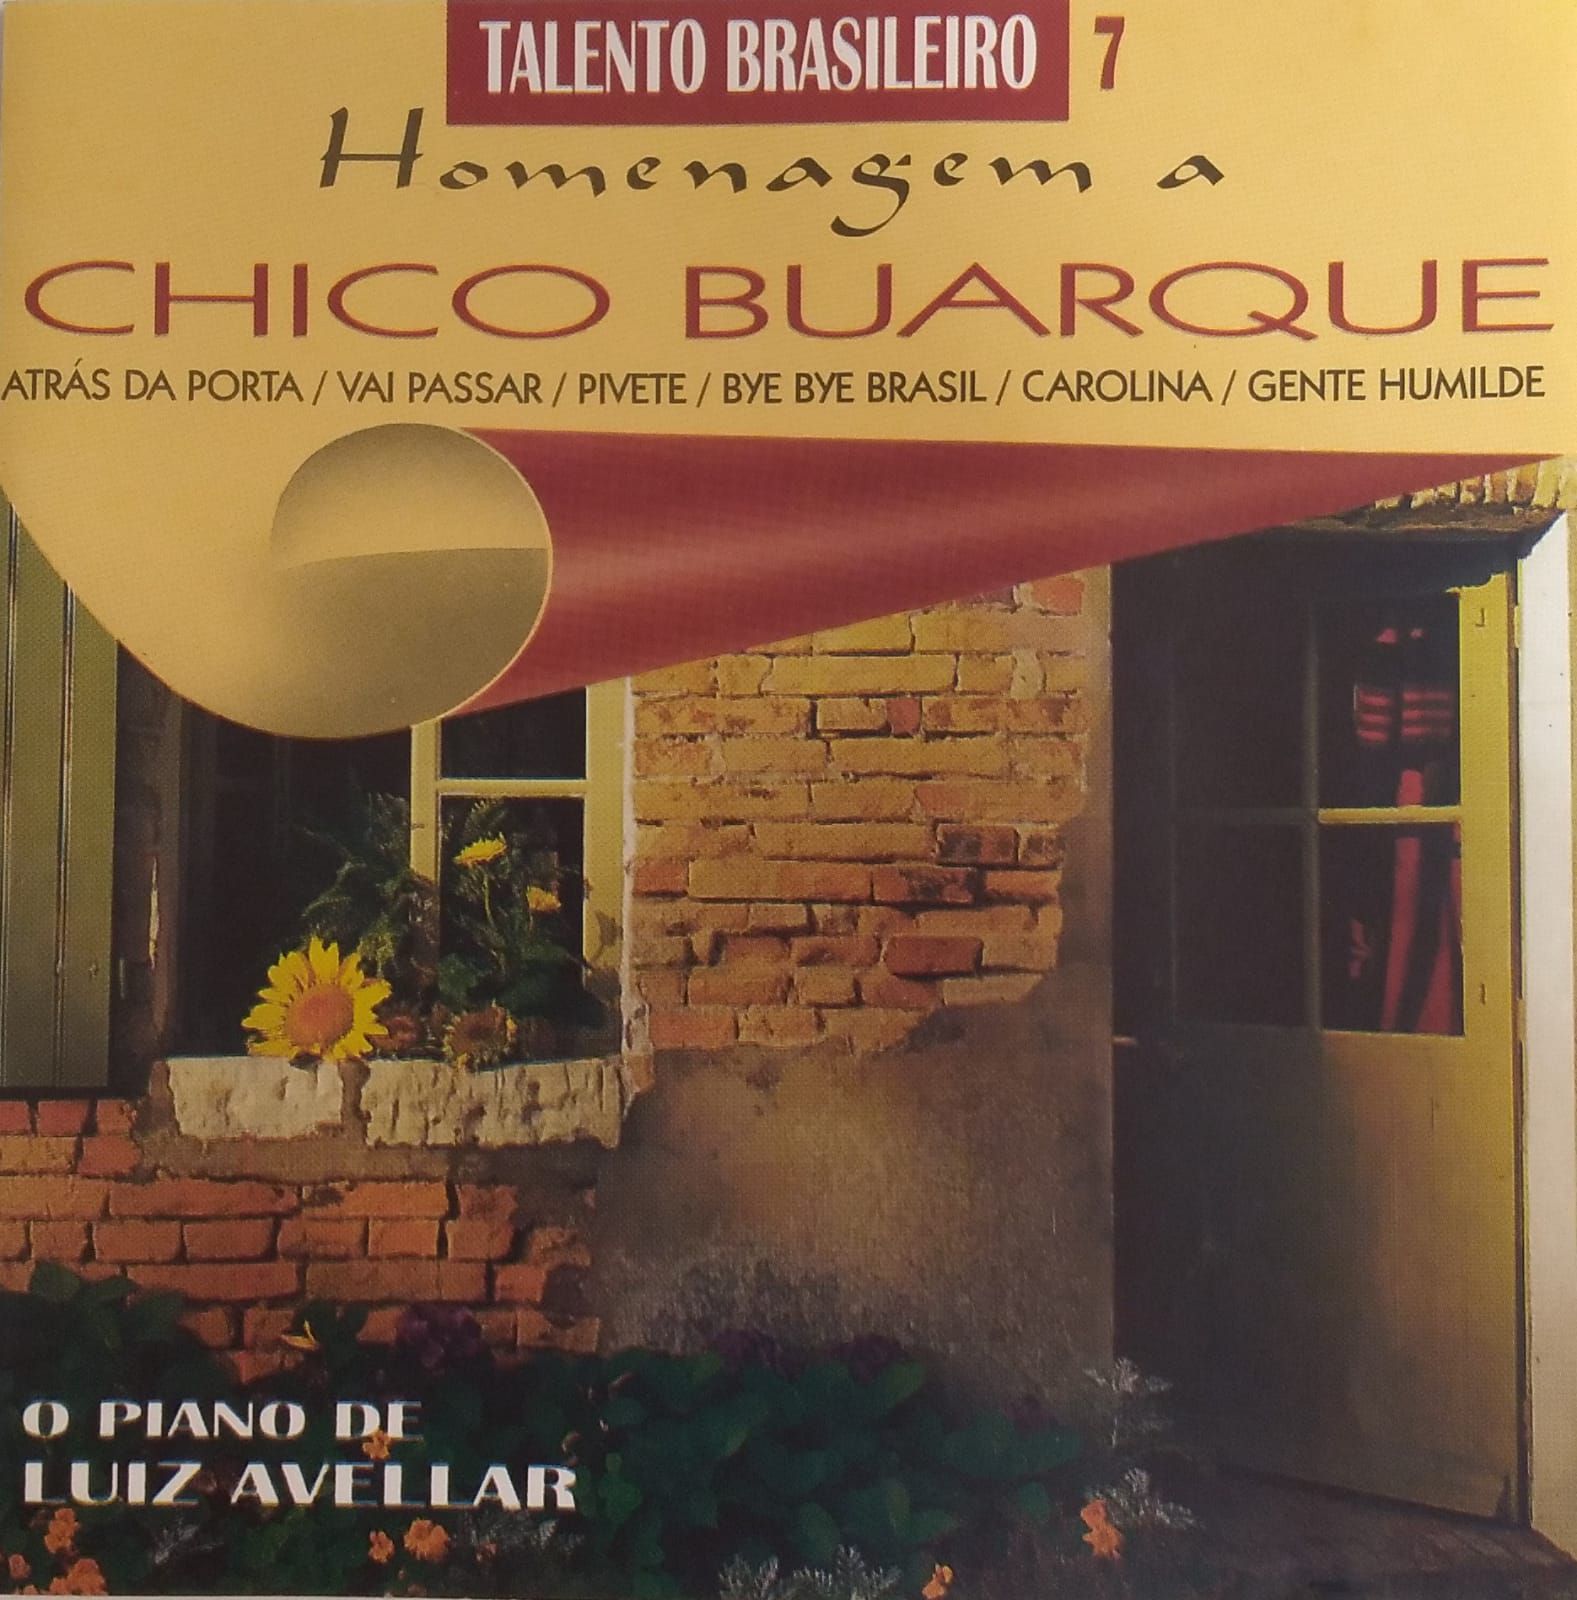 TALENTO BRASILEIRO 7
Homenagem a
CHICO BUARQUE
ATRÁS DA PORTA / VAI PASSAR / PIVETE / BYE BYE BRASIL / CAROLINA / GENTE HUMILDE
O PIANO DE
LUIZ AVELLAR